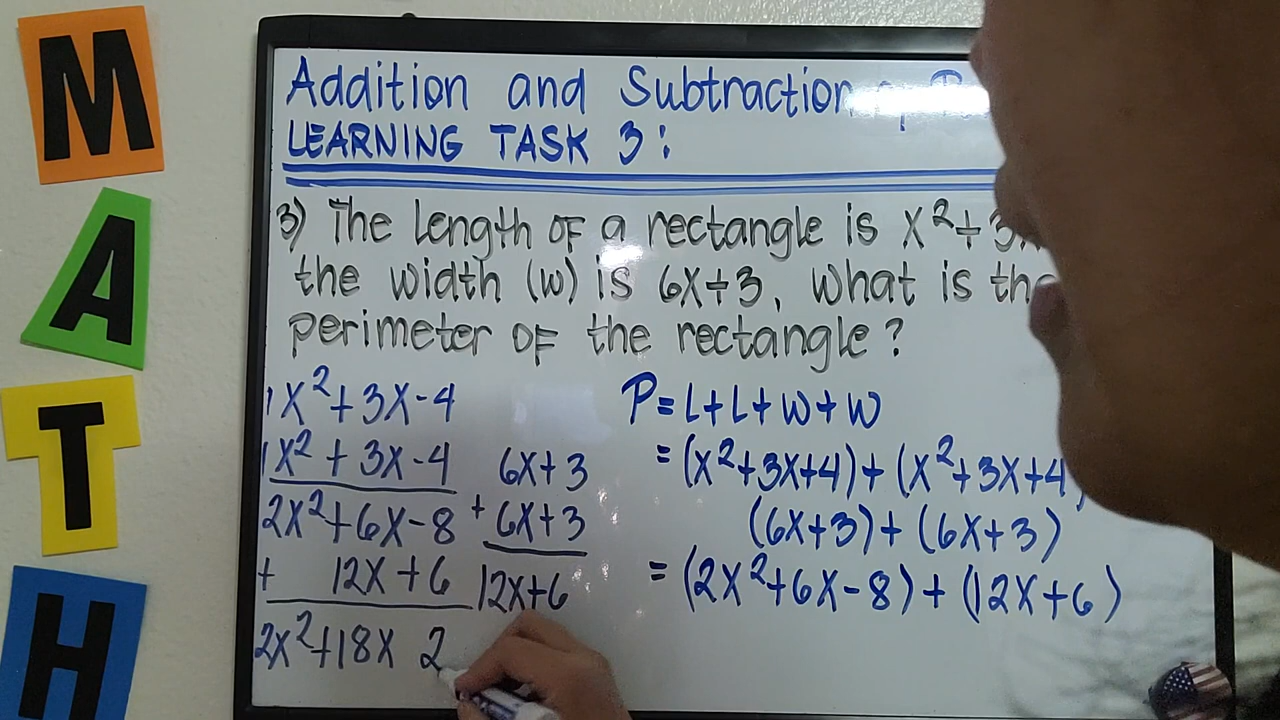 MATH
Addition and Subtraction
LEARNING TASK 3:
3) The length of a rectangle is x²+3
the width (w) is 6x+3. What is the
perimeter of the rectangle?
1x²+3x-4
1x²+3x-4
2x²+6x-8
+ 12x+6
2x²+18x 2
6x+3
+ 6x+3
12x+6
P=L+L+W+W
=(x²+3x+4)+(x²+3x+4)
(6x+3)+(6x+3)
=(2x²+6x-8)+(12x+6)